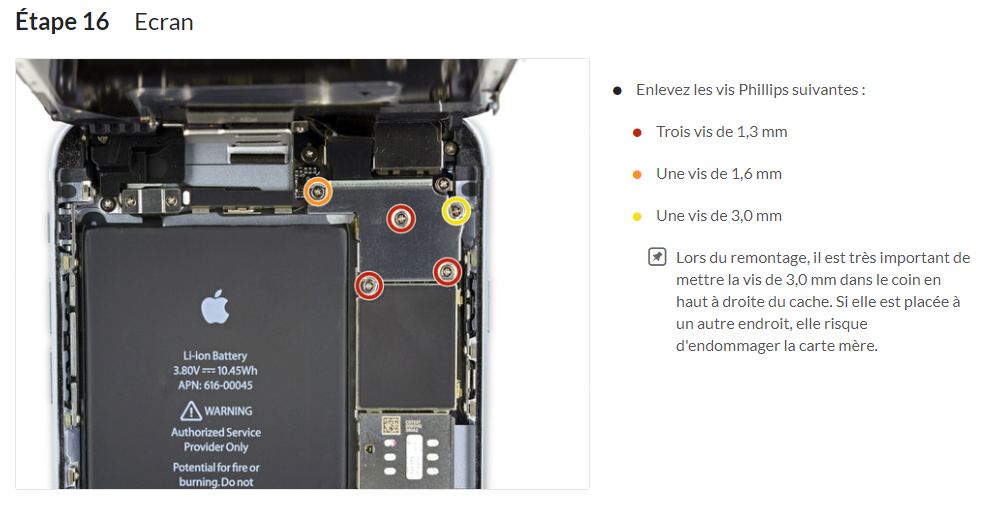 Étape 16 Ecran
Enlevez les vis Phillips suivantes :
Trois vis de 1,3 mm
Une vis de 1,6 mm
Une vis de 3,0 mm
Lors du remontage, il est très important de
mettre la vis de 3,0 mm dans le coin en
haut à droite du cache. Si elle est placée à
un autre endroit, elle risque
d'endommager la carte mère.
Li-ion Battery
3.80V ⎓ 10.45Wh
APN: 616-00045
WARNING
Authorized Service
Provider Only
Potential for fire or
burning. Do not